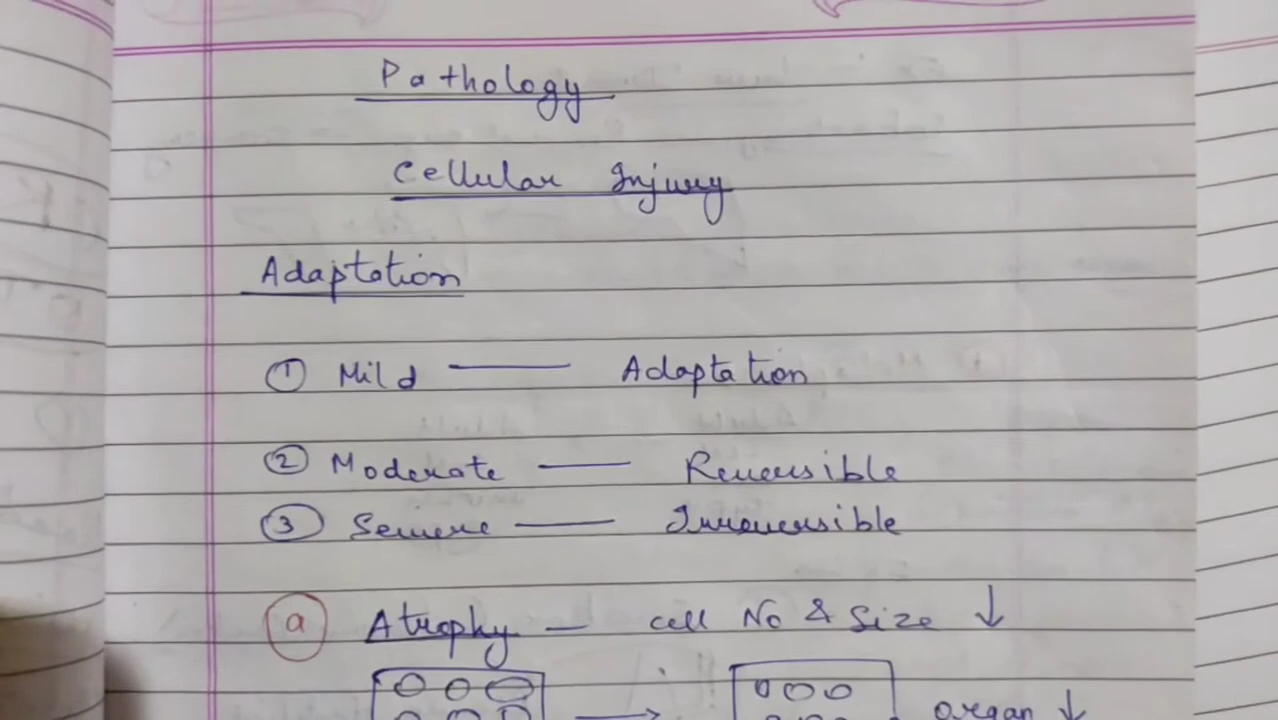 Pathology
Cellular Injury
Adaptation
① Mild —— Adaptation
② Moderate —— Reversible
③ Severe —— Irreversible
ⓐ Atrophy — cell No & Size ↓
→ organ ↓